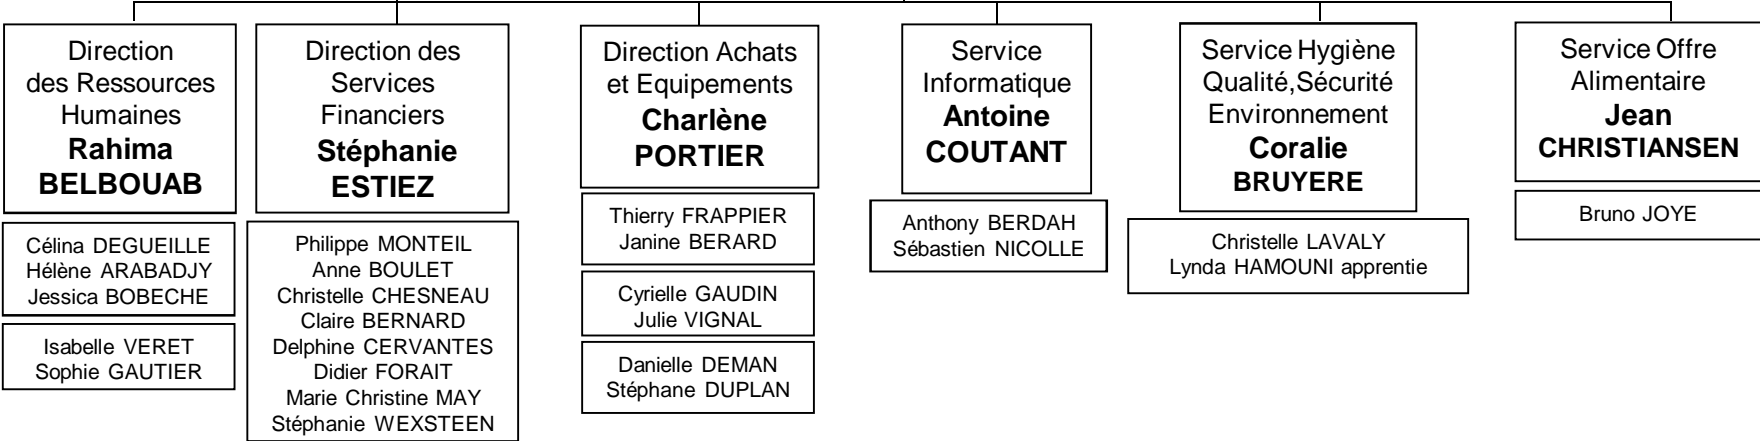 Direction
des Ressources
Humaines
Rahima
BELBOUAB
Célina DEGUEILLE
Hélène ARABADJY
Jessica BOBECHE
Isabelle VERET
Sophie GAUTIER
Direction des
Services
Financiers
Stéphanie
ESTIEZ
Philippe MONTEIL
Anne BOULET
Christelle CHESNEAU
Claire BERNARD
Delphine CERVANTES
Didier FORAIT
Marie Christine MAY
Stéphanie WEXSTEEN
Direction Achats
et Equipements
Charlène
PORTIER
Thierry FRAPPIER
Janine BERARD
Cyrielle GAUDIN
Julie VIGNAL
Danielle DEMAN
Stéphane DUPLAN
Service
Informatique
Antoine
COUTANT
Anthony BERDAH
Sébastien NICOLLE
Service Hygiène
Qualité,Sécurité
Environnement
Coralie
BRUYERE
Christelle LAVALY
Lynda HAMOUNI apprentie
Service Offre
Alimentaire
Jean
CHRISTIANSEN
Bruno JOYE